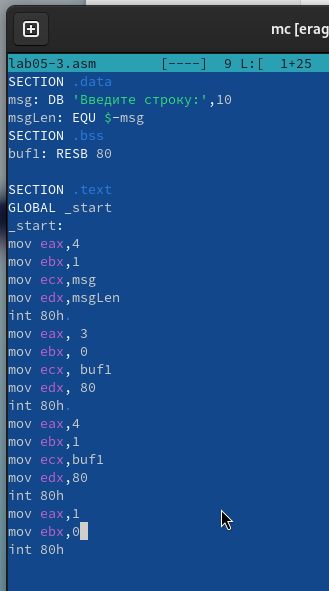 mc [erag
lab05-3.asm [----] 9 L:[ 1+25
SECTION .data
msg: DB 'Введите строку:',10
msgLen: EQU $-msg
SECTION .bss
buf1: RESB 80
SECTION .text
GLOBAL _start
_start:
mov eax,4
mov ebx,1
mov ecx,msg
mov edx,msgLen
int 80h
mov eax, 3
mov ebx, 0
mov ecx, buf1
mov edx, 80
int 80h
mov eax,4
mov ebx,1
mov ecx,buf1
mov edx,80
int 80h
mov eax,1
mov ebx,0
int 80h